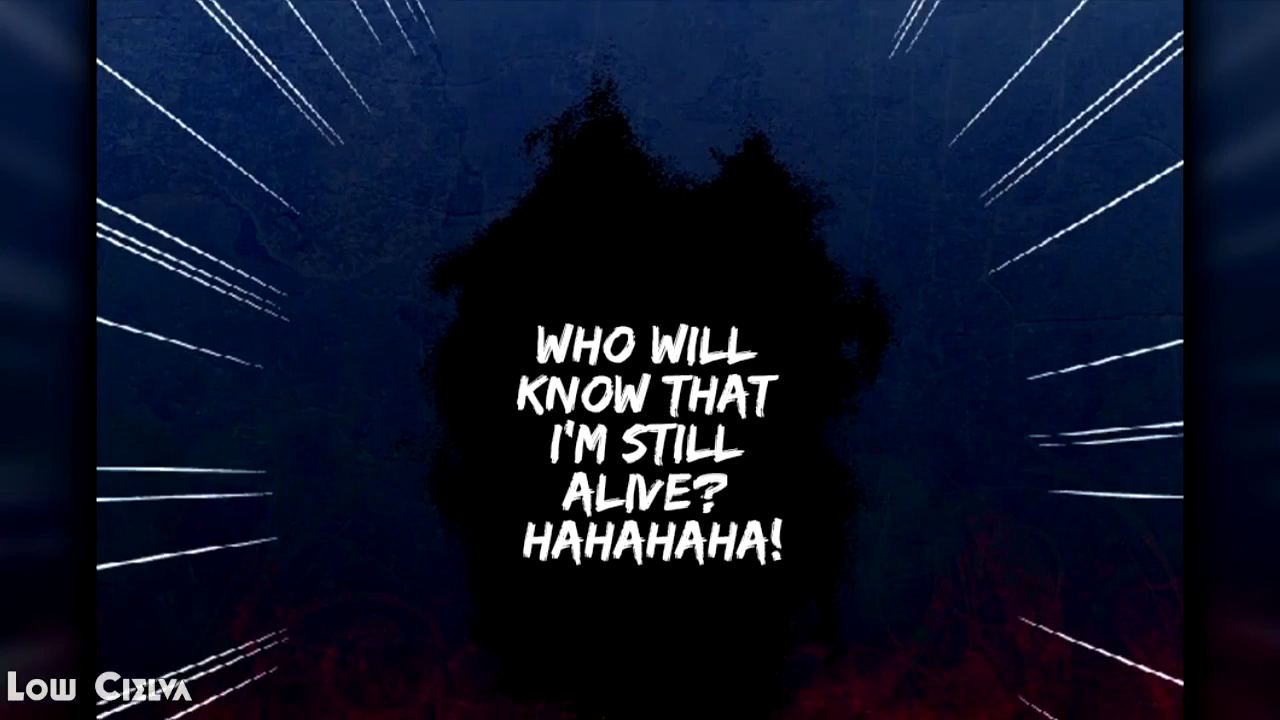 WHO WILL
KNOW THAT
I'M STILL
ALIVE?
HAHAHAHA!
LOW CIELVA